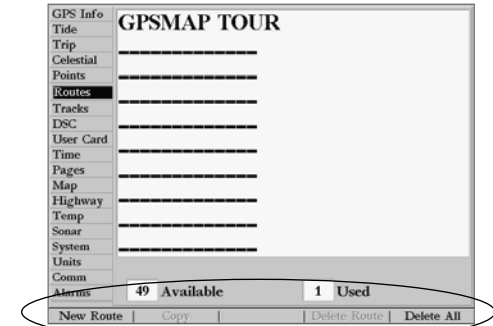 GPS Info
Tide
Trip
Celestial
Points
Routes
Tracks
DSC
User Card
Time
Pages
Map
Highway
Temp
Sonar
System
Units
Comm
Alarms
GPSMAP TOUR
49 Available 1 Used
New Route | Copy | | Delete Route | Delete All